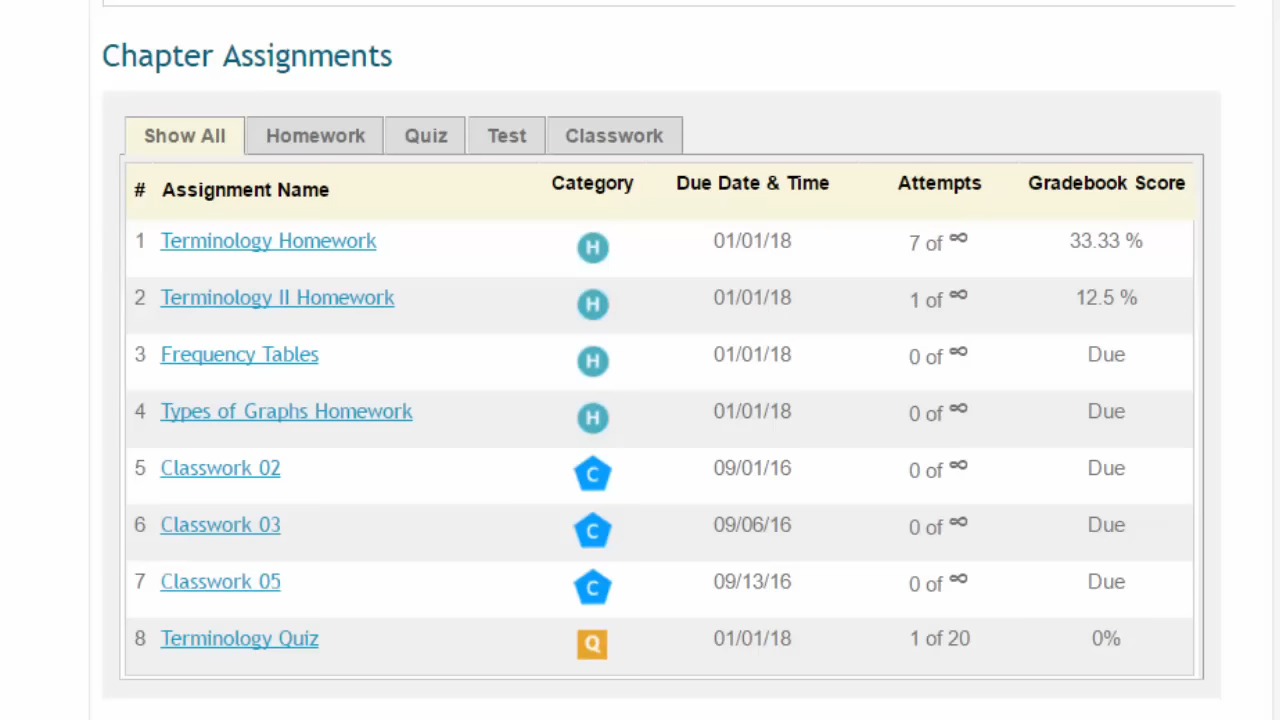 Chapter Assignments
Show All Homework Quiz Test Classwork
# Assignment Name Category Due Date & Time Attempts Gradebook Score
1 Terminology Homework H 01/01/18 7 of ∞ 33.33 %
2 Terminology II Homework H 01/01/18 1 of ∞ 12.5 %
3 Frequency Tables H 01/01/18 0 of ∞ Due
4 Types of Graphs Homework H 01/01/18 0 of ∞ Due
5 Classwork 02 C 09/01/16 0 of ∞ Due
6 Classwork 03 C 09/06/16 0 of ∞ Due
7 Classwork 05 C 09/13/16 0 of ∞ Due
8 Terminology Quiz Q 01/01/18 1 of 20 0%